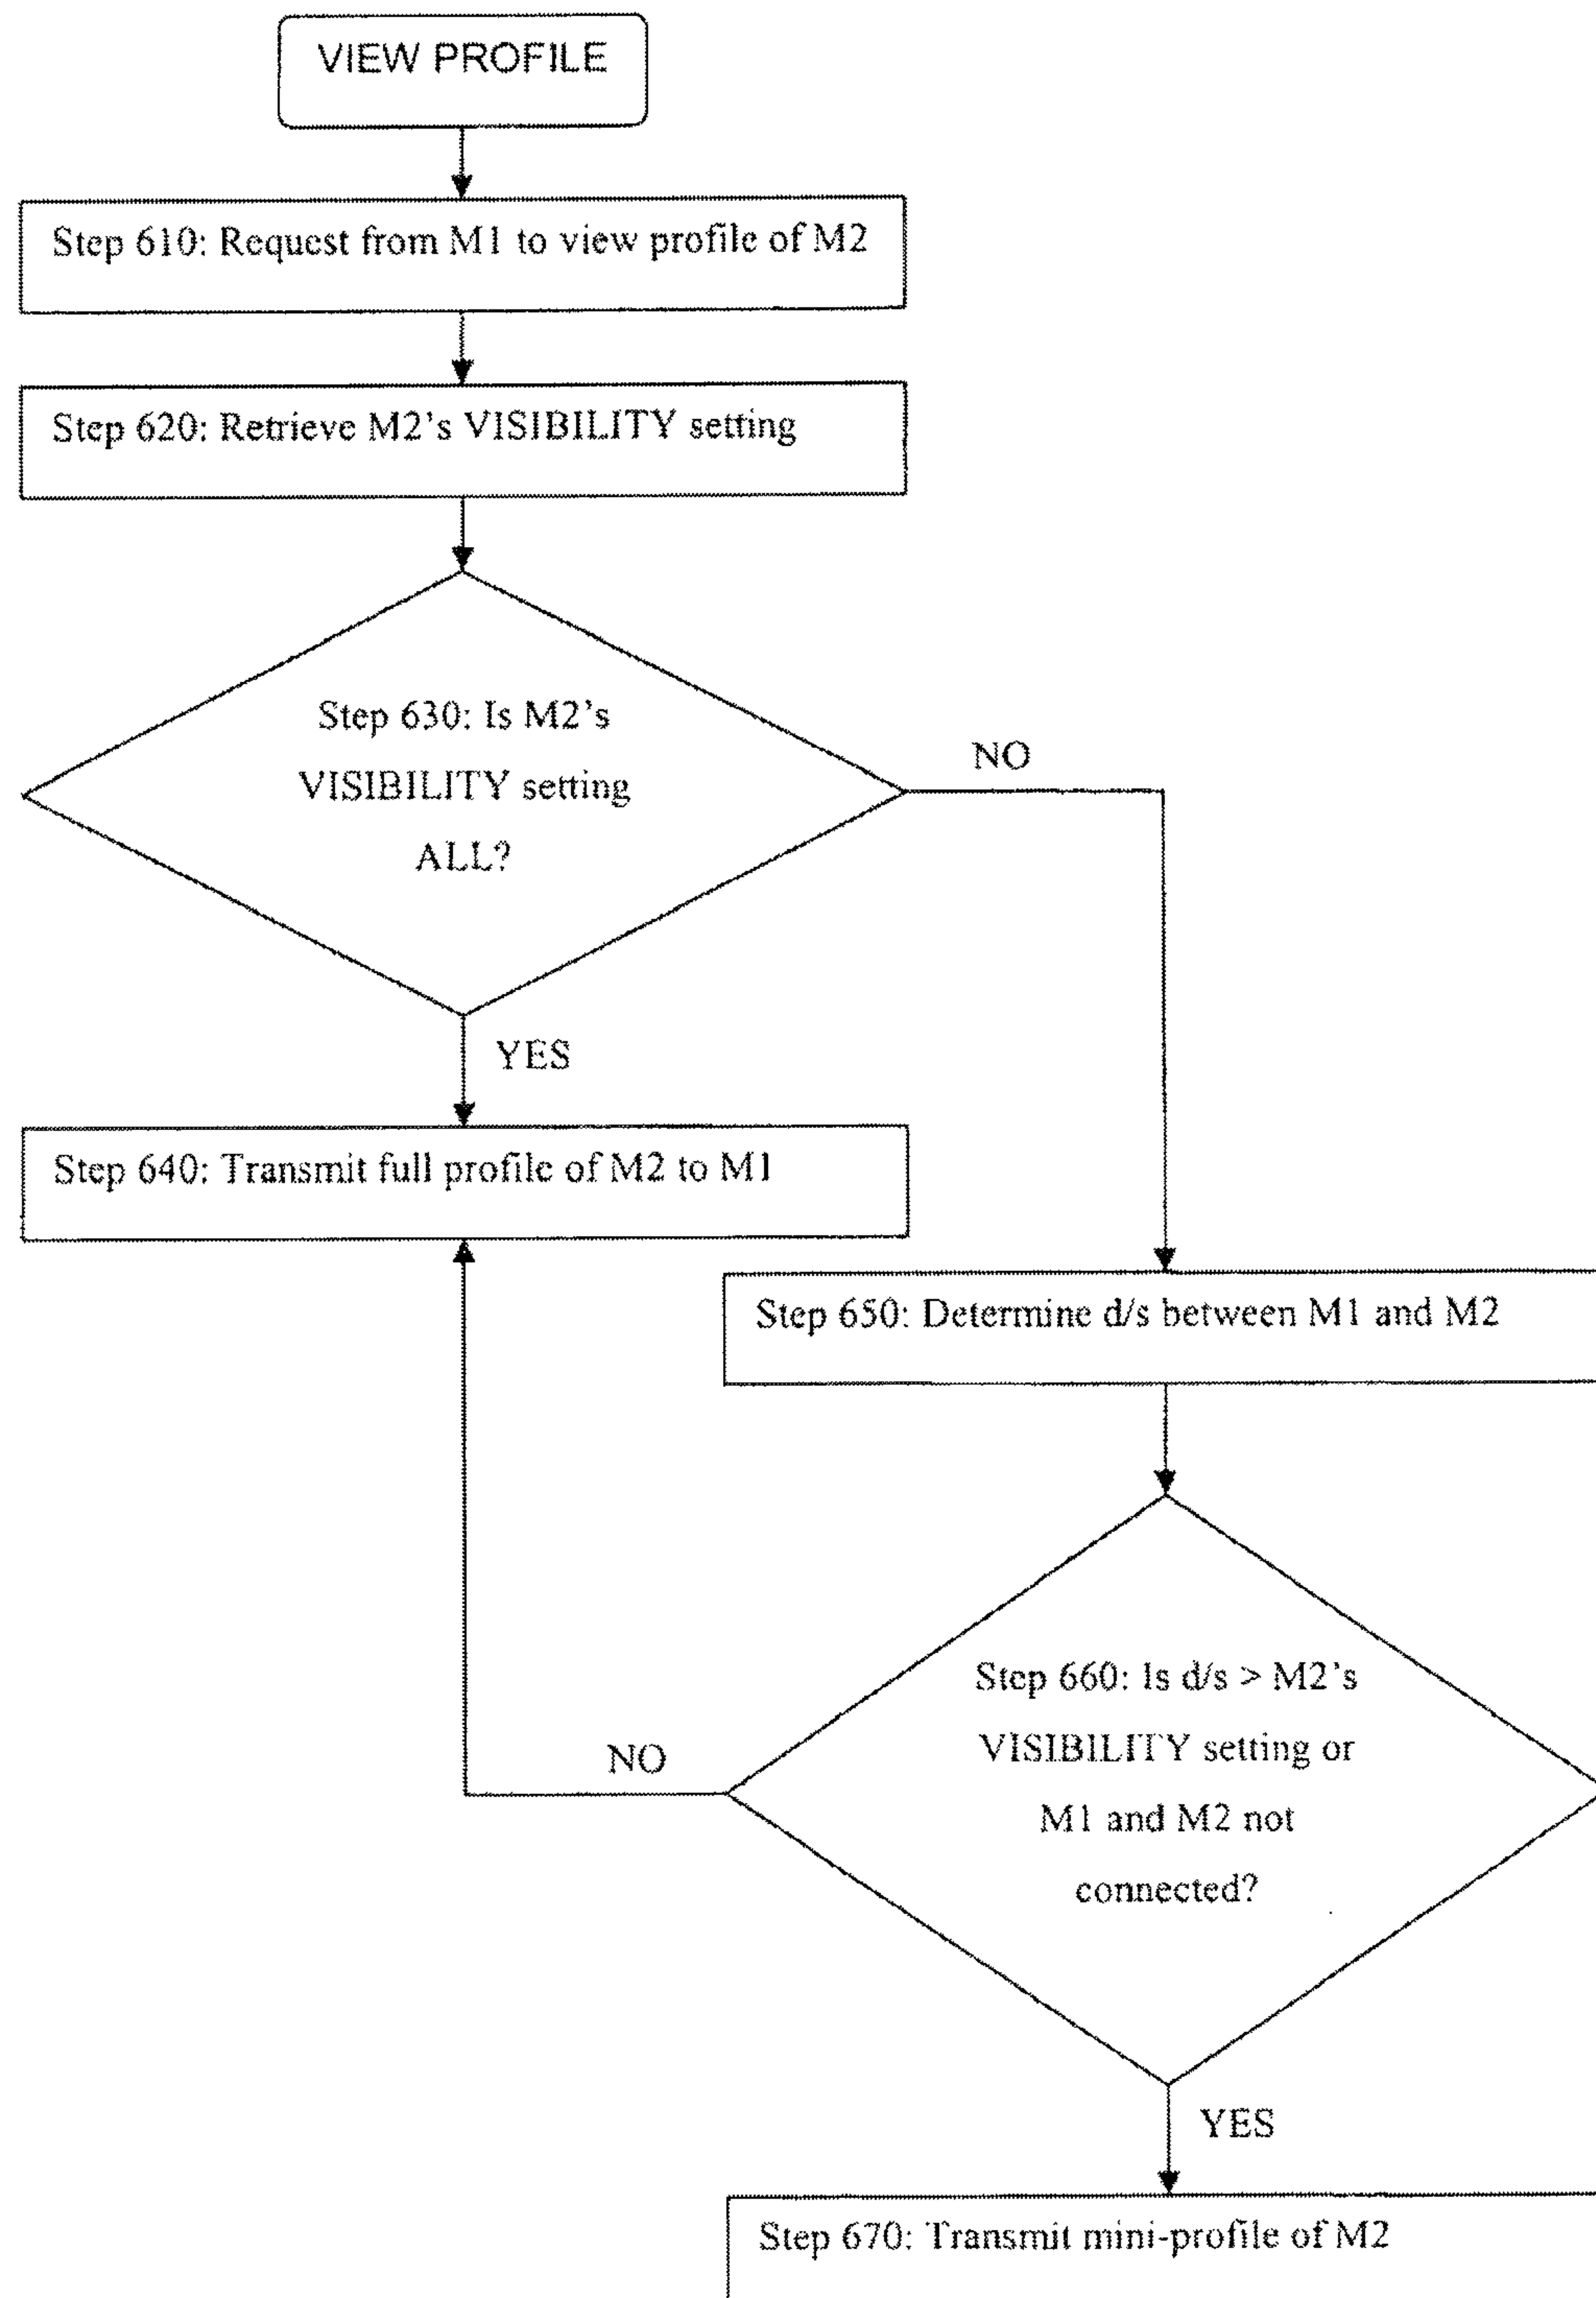 VIEW PROFILE
Step 610: Request from M1 to view profile of M2
Step 620: Retrieve M2's VISIBILITY setting
Step 630: Is M2's
VISIBILITY setting
ALL?
NO
YES
Step 640: Transmit full profile of M2 to M1
Step 650: Determine d/s between M1 and M2
Step 660: Is d/s > M2's
VISIBILITY setting or
M1 and M2 not
connected?
NO
YES
Step 670: Transmit mini-profile of M2